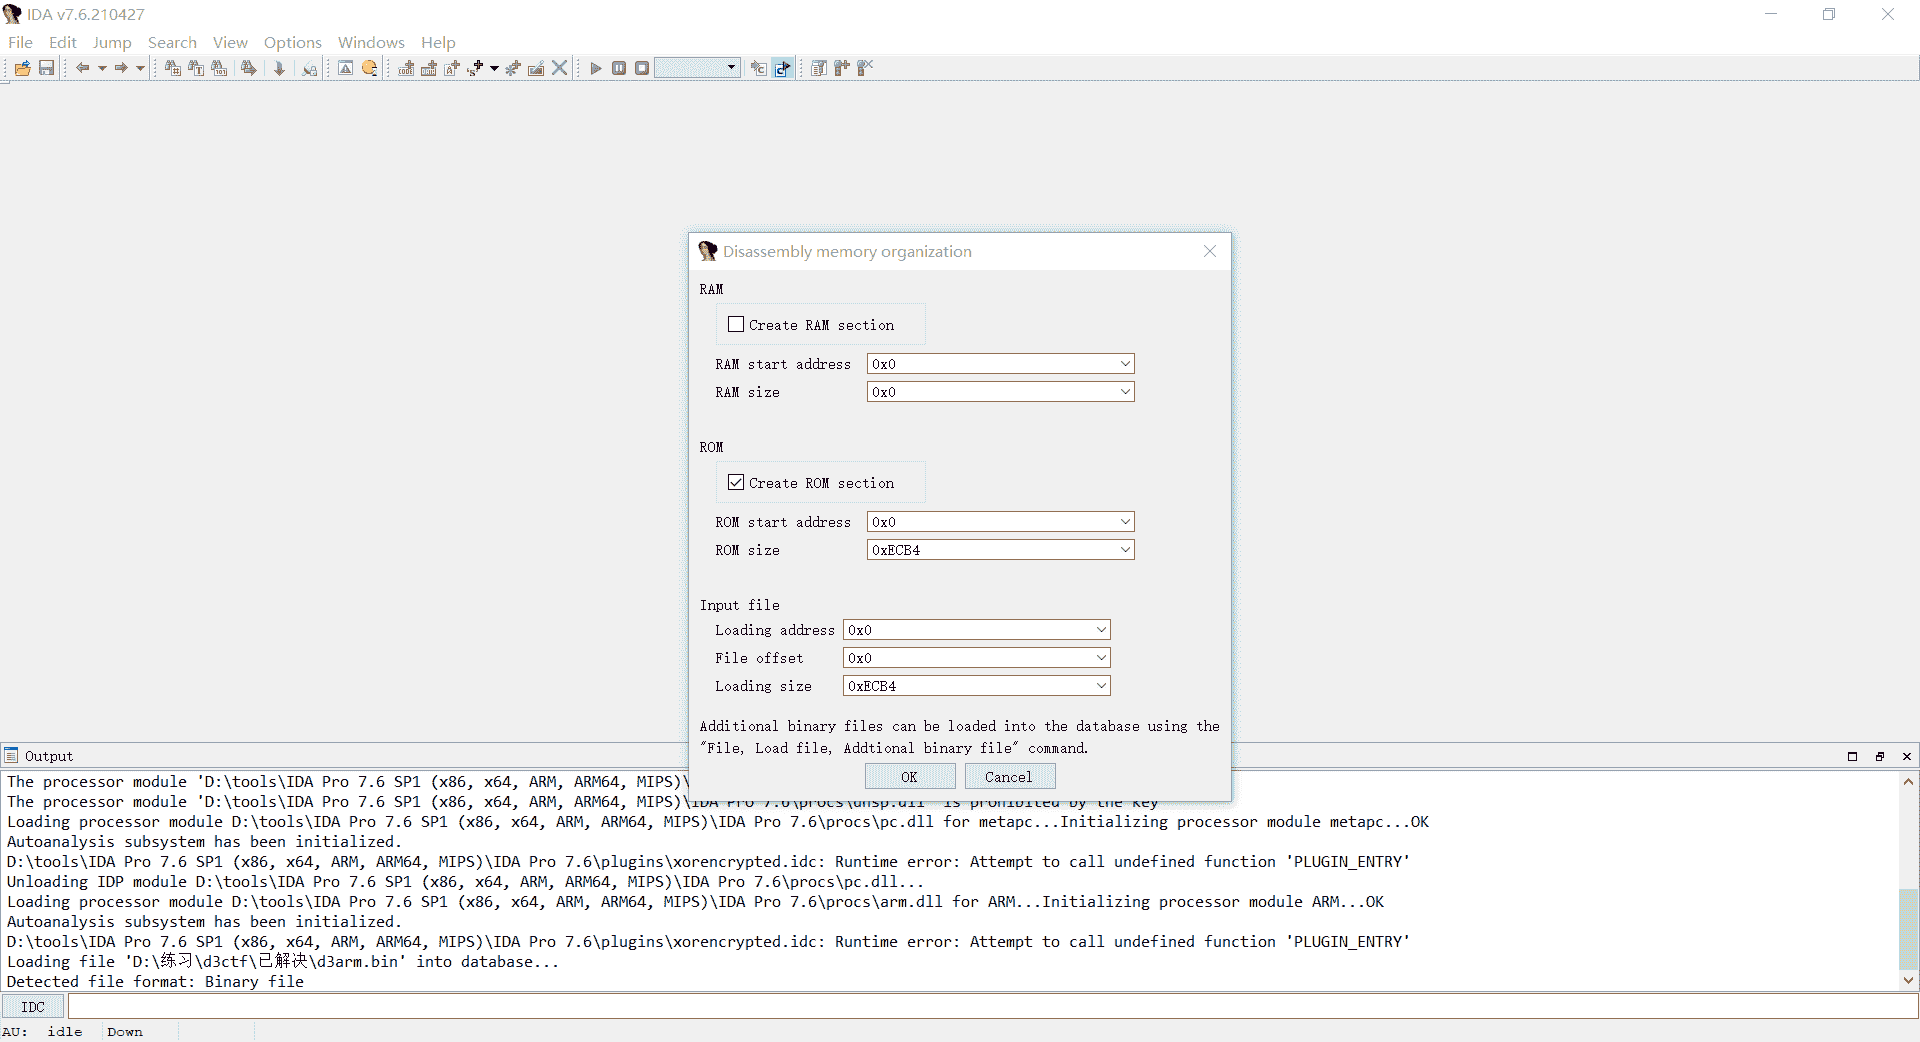 IDA v7.6.210427
File Edit Jump Search View Options Windows Help
Disassembly memory organization
RAM
Create RAM section
RAM start address 0x0
RAM size 0x0
ROM
Create ROM section
ROM start address 0x0
ROM size 0xECB4
Input file
Loading address 0x0
File offset 0x0
Loading size 0xECB4
Additional binary files can be loaded into the database using the
"File, Load file, Addtional binary file" command.
OK Cancel
Output
The processor module 'D:\tools\IDA Pro 7.6 SP1 (x86, x64, ARM, ARM64, MIPS)\
The processor module 'D:\tools\IDA Pro 7.6 SP1 (x86, x64, ARM, ARM64, MIPS)\IDA Pro 7.6\procs\unsp.dll' is prohibited by the key
Loading processor module D:\tools\IDA Pro 7.6 SP1 (x86, x64, ARM, ARM64, MIPS)\IDA Pro 7.6\procs\pc.dll for metapc...Initializing processor module metapc...OK
Autoanalysis subsystem has been initialized.
D:\tools\IDA Pro 7.6 SP1 (x86, x64, ARM, ARM64, MIPS)\IDA Pro 7.6\plugins\xorencrypted.idc: Runtime error: Attempt to call undefined function 'PLUGIN_ENTRY'
Unloading IDP module D:\tools\IDA Pro 7.6 SP1 (x86, x64, ARM, ARM64, MIPS)\IDA Pro 7.6\procs\pc.dll...
Loading processor module D:\tools\IDA Pro 7.6 SP1 (x86, x64, ARM, ARM64, MIPS)\IDA Pro 7.6\procs\arm.dll for ARM...Initializing processor module ARM...OK
Autoanalysis subsystem has been initialized.
D:\tools\IDA Pro 7.6 SP1 (x86, x64, ARM, ARM64, MIPS)\IDA Pro 7.6\plugins\xorencrypted.idc: Runtime error: Attempt to call undefined function 'PLUGIN_ENTRY'
Loading file 'D:\练习\d3ctf\已解决\d3arm.bin' into database...
Detected file format: Binary file
IDC
AU: idle Down